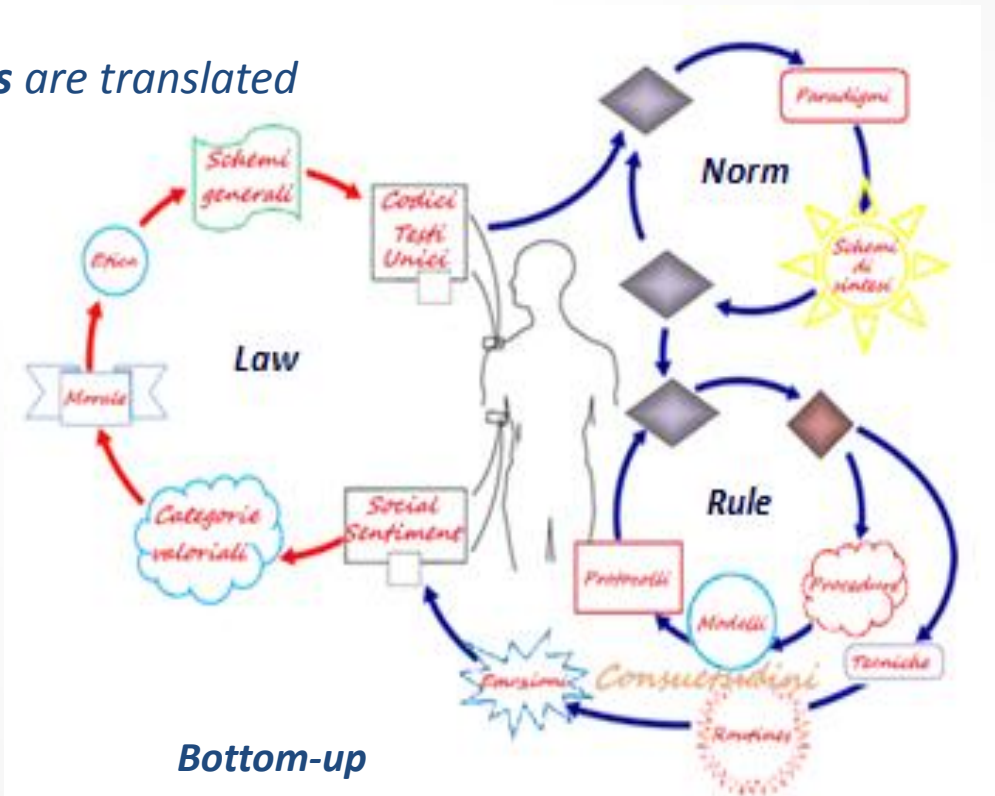 s are translated
Paradigmi
Schemi
generali
Norm
Codici
Testi
Unici
Etica
Schemi
di
sintesi
Law
Morale
Rule
Categorie
valoriali
Social
Sentiment
Protocolli
Procedure
Modelli
Tecniche
Emozioni
Consuetudini
Routines
Bottom-up